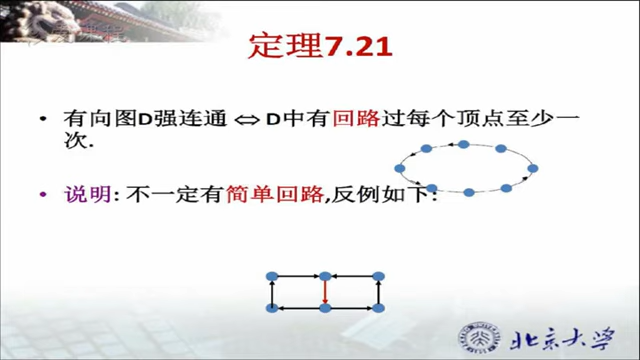 定理7.21
• 有向图D强连通 ⇔ D中有回路过每个顶点至少一
次.
• 说明: 不一定有简单回路,反例如下:
北京大学